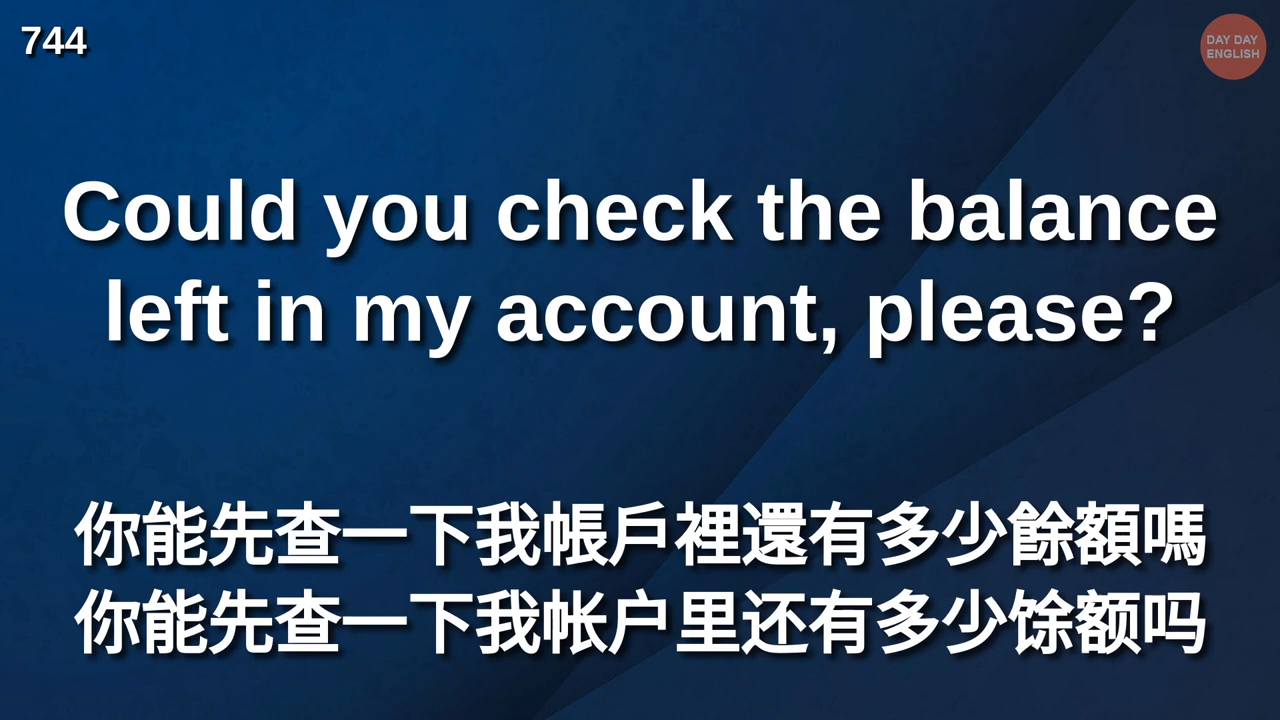 744
DAY DAY
ENGLISH
Could you check the balance
left in my account, please?
你能先查一下我帳戶裡還有多少餘額嗎
你能先查一下我帐户里还有多少馀额吗